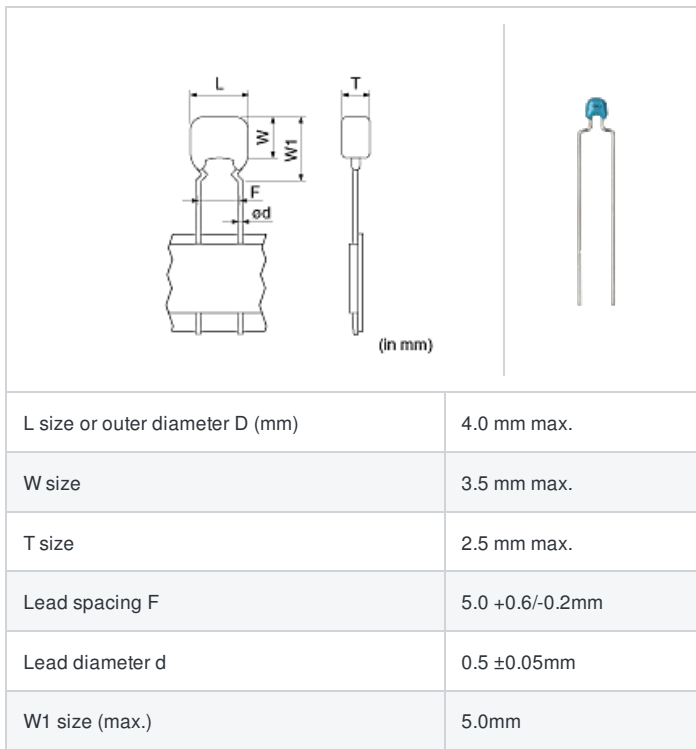 L
T
W
W1
F
ød
(in mm)
L size or outer diameter D (mm) 4.0 mm max.
W size 3.5 mm max.
T size 2.5 mm max.
Lead spacing F 5.0 +0.6/-0.2mm
Lead diameter d 0.5 ±0.05mm
W1 size (max.) 5.0mm